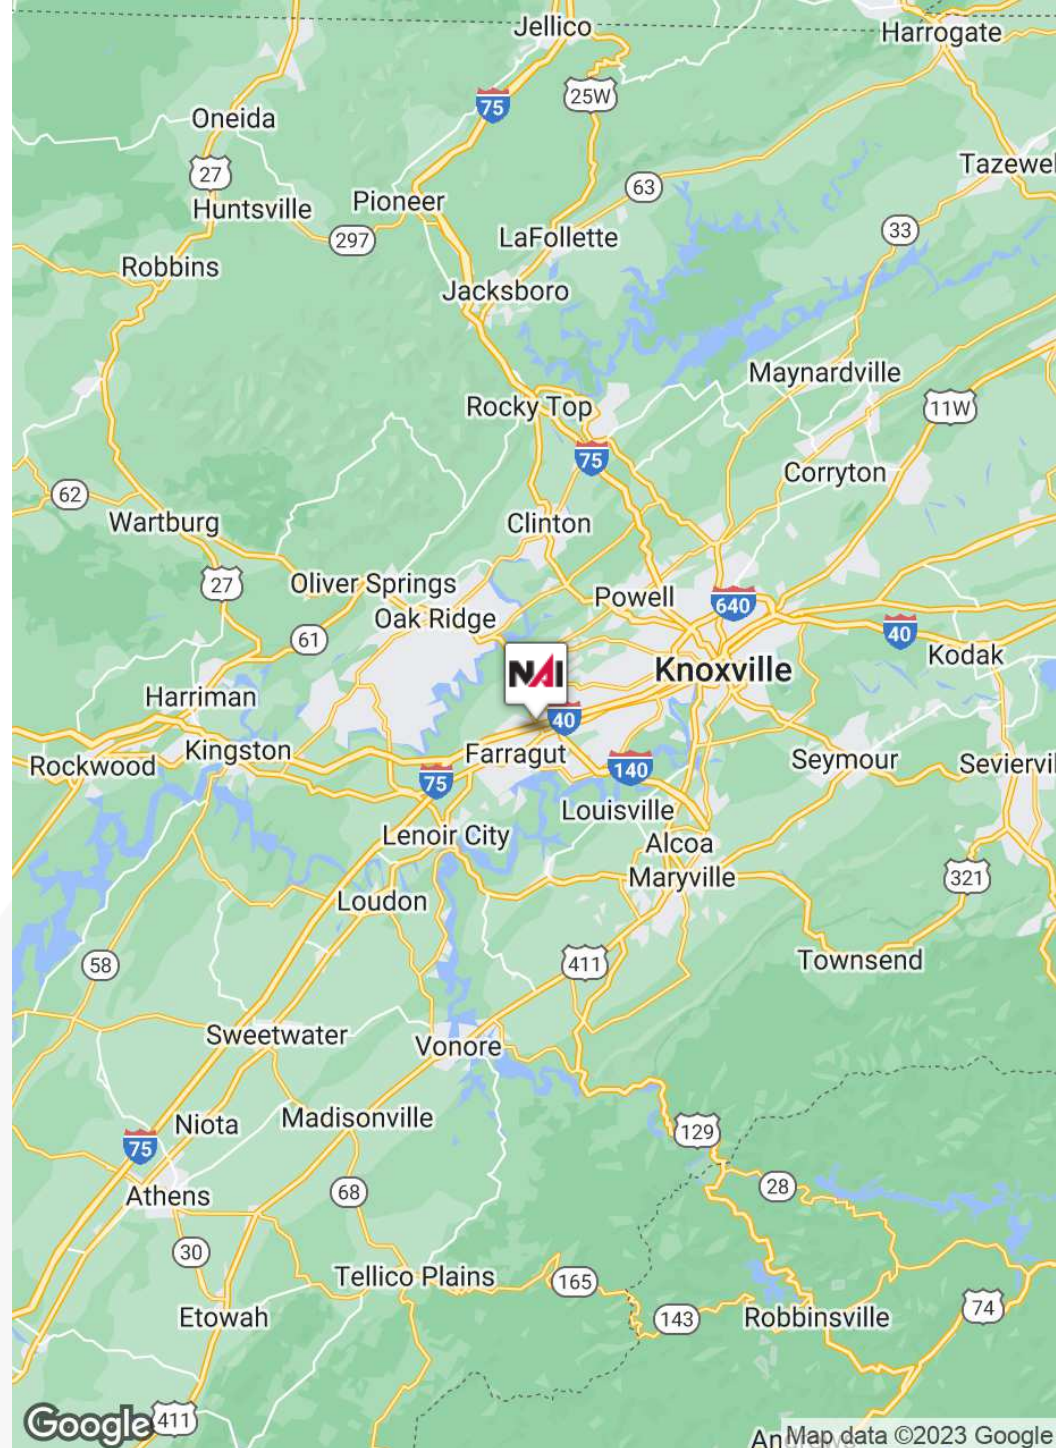 Jellico
Harrogate
75
25W
Oneida
27
Tazewel
63
Pioneer
Huntsville
33
297
LaFollette
Robbins
Jacksboro
Maynardville
Rocky Top
11W
75
Corryton
62
Wartburg
Clinton
27
Oliver Springs
Powell
640
Oak Ridge
61
40
Kodak
NAI
Knoxville
Harriman
40
Kingston
Farragut
Rockwood
75
140
Seymour
Seviervil
Louisville
Lenoir City
Alcoa
Maryville
321
Loudon
58
411
Townsend
Sweetwater
Vonore
Niota
Madisonville
129
75
Athens
68
28
30
Tellico Plains
165
Etowah
143
Robbinsville
74
Google
411
Map data ©2023 Google